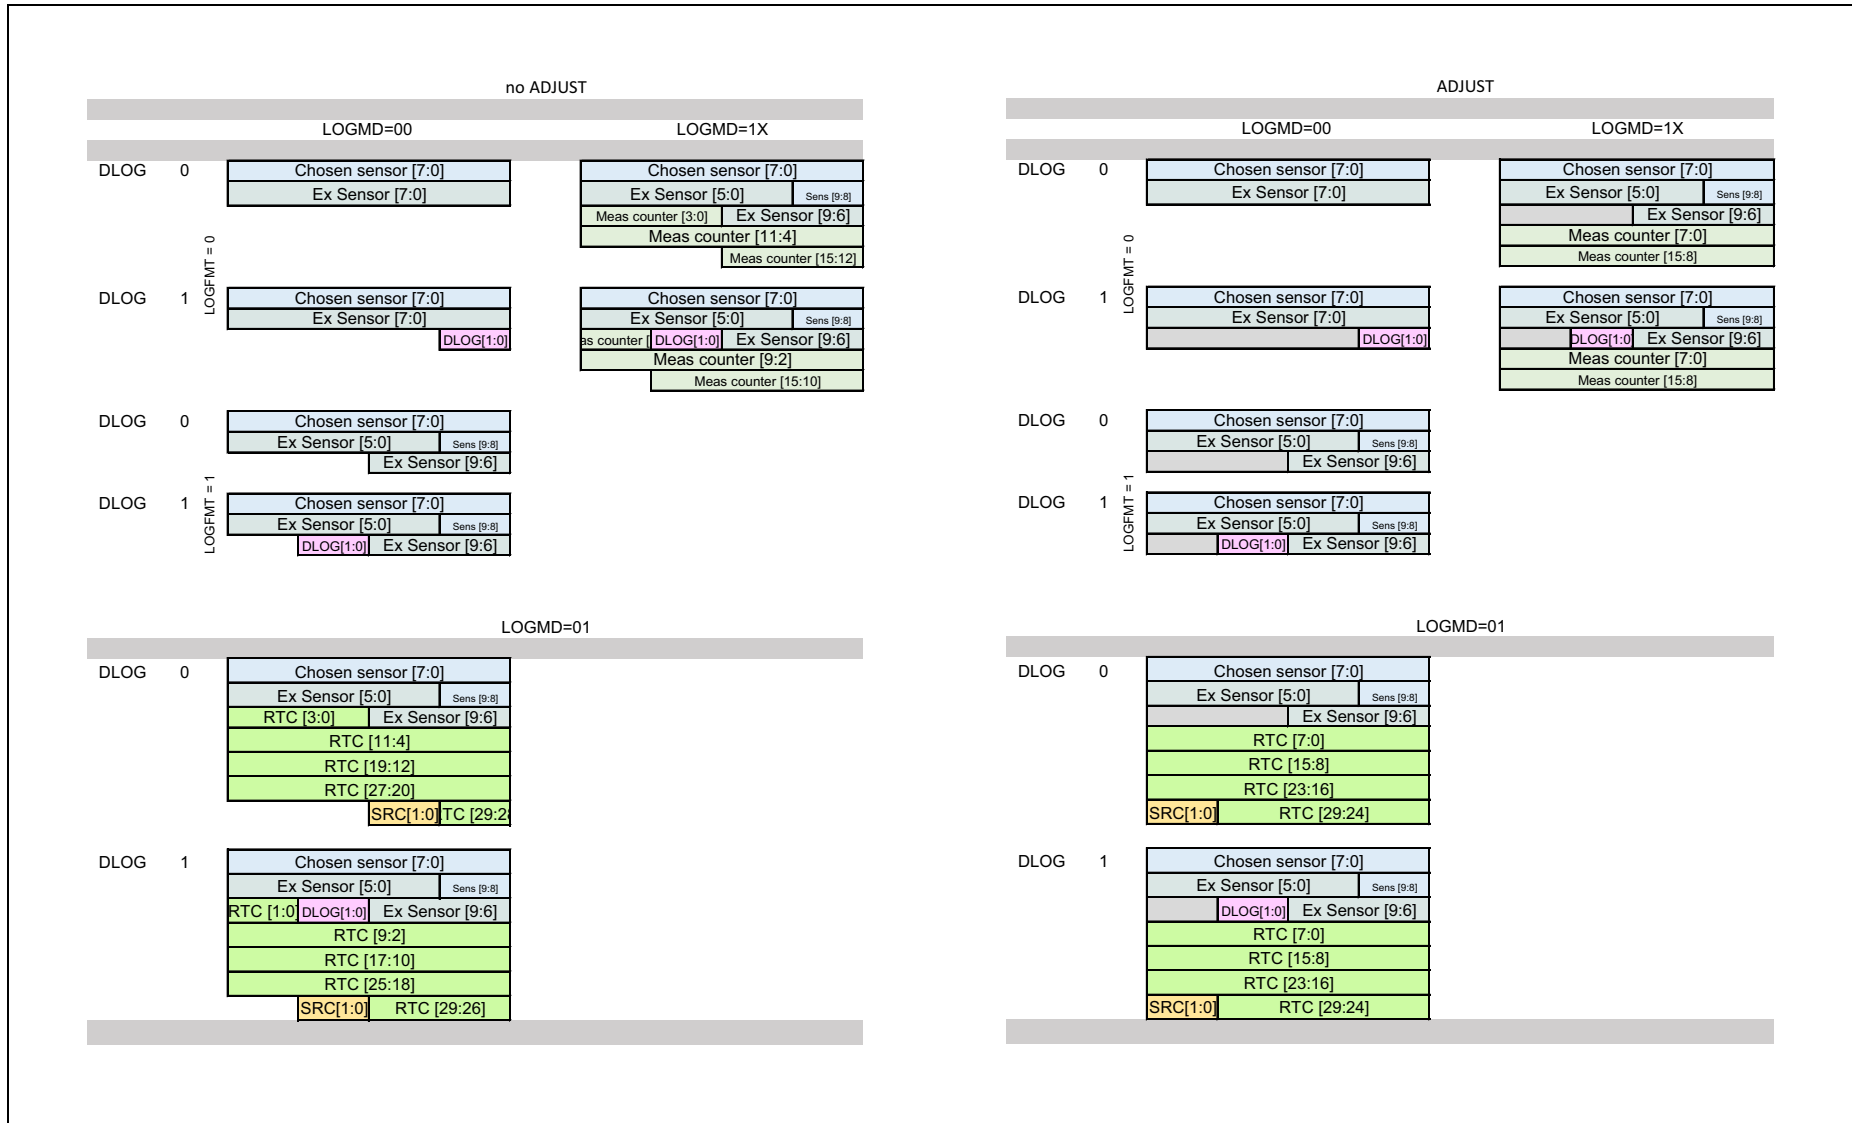 no ADJUST
LOGMD=00 LOGMD=1X
DLOG 0 Chosen sensor [7:0] Chosen sensor [7:0]
Ex Sensor [7:0] Ex Sensor [5:0] Sens [9:8]
Meas counter [3:0] Ex Sensor [9:6]
Meas counter [11:4]
Meas counter [15:12]
LOGFMT = 0
DLOG 1 Chosen sensor [7:0] Chosen sensor [7:0]
Ex Sensor [7:0] Ex Sensor [5:0] Sens [9:8]
DLOG[1:0] as counter [ DLOG[1:0] Ex Sensor [9:6]
Meas counter [9:2]
Meas counter [15:10]
DLOG 0 Chosen sensor [7:0]
Ex Sensor [5:0] Sens [9:8]
Ex Sensor [9:6]
LOGFMT = 1
DLOG 1 Chosen sensor [7:0]
Ex Sensor [5:0] Sens [9:8]
DLOG[1:0] Ex Sensor [9:6]
LOGMD=01
DLOG 0 Chosen sensor [7:0]
Ex Sensor [5:0] Sens [9:8]
RTC [3:0] Ex Sensor [9:6]
RTC [11:4]
RTC [19:12]
RTC [27:20]
SRC[1:0] TC [29:28
DLOG 1 Chosen sensor [7:0]
Ex Sensor [5:0] Sens [9:8]
RTC [1:0] DLOG[1:0] Ex Sensor [9:6]
RTC [9:2]
RTC [17:10]
RTC [25:18]
SRC[1:0] RTC [29:26]
ADJUST
LOGMD=00 LOGMD=1X
DLOG 0 Chosen sensor [7:0] Chosen sensor [7:0]
Ex Sensor [7:0] Ex Sensor [5:0] Sens [9:8]
Ex Sensor [9:6]
Meas counter [7:0]
Meas counter [15:8]
LOGFMT = 0
DLOG 1 Chosen sensor [7:0] Chosen sensor [7:0]
Ex Sensor [7:0] Ex Sensor [5:0] Sens [9:8]
DLOG[1:0] DLOG[1:0] Ex Sensor [9:6]
Meas counter [7:0]
Meas counter [15:8]
DLOG 0 Chosen sensor [7:0]
Ex Sensor [5:0] Sens [9:8]
Ex Sensor [9:6]
LOGFMT = 1
DLOG 1 Chosen sensor [7:0]
Ex Sensor [5:0] Sens [9:8]
DLOG[1:0] Ex Sensor [9:6]
LOGMD=01
DLOG 0 Chosen sensor [7:0]
Ex Sensor [5:0] Sens [9:8]
Ex Sensor [9:6]
RTC [7:0]
RTC [15:8]
RTC [23:16]
SRC[1:0] RTC [29:24]
DLOG 1 Chosen sensor [7:0]
Ex Sensor [5:0] Sens [9:8]
DLOG[1:0] Ex Sensor [9:6]
RTC [7:0]
RTC [15:8]
RTC [23:16]
SRC[1:0] RTC [29:24]